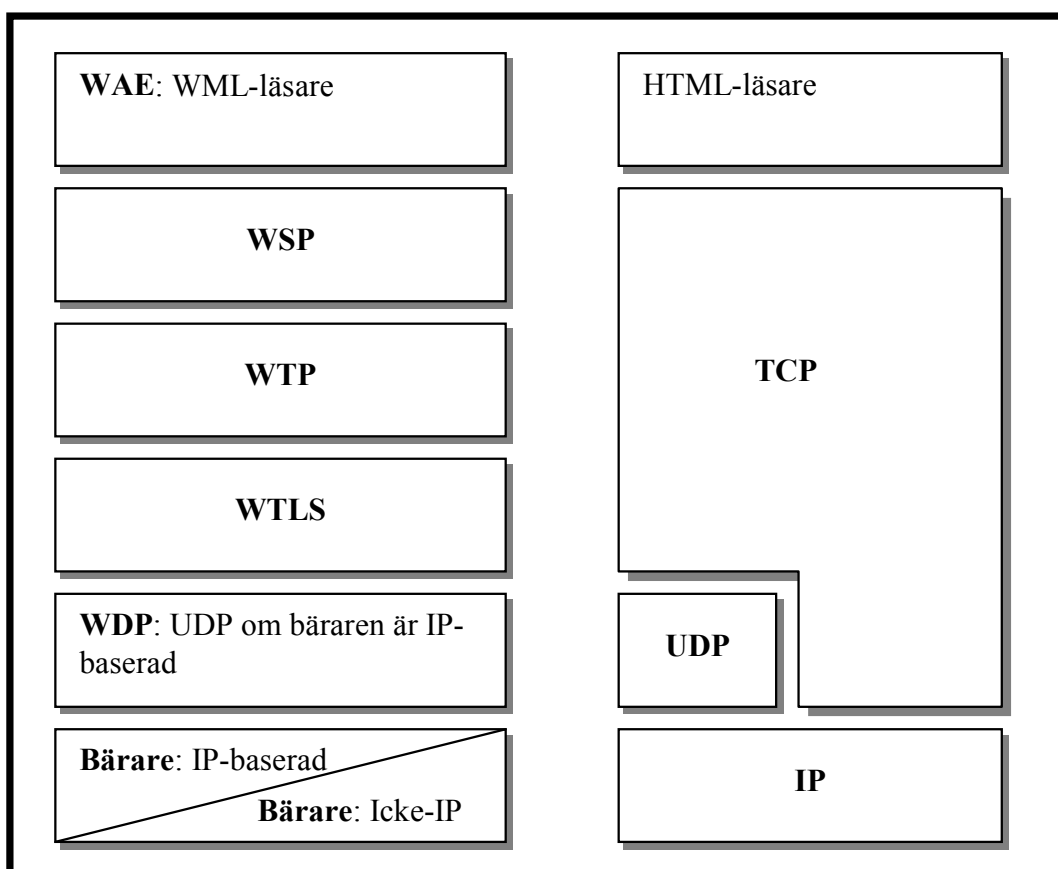 WAE: WML-läsare
WSP
WTP
WTLS
WDP: UDP om bäraren är IP-
baserad
Bärare: IP-baserad
Bärare: Icke-IP
HTML-läsare
TCP
UDP
IP